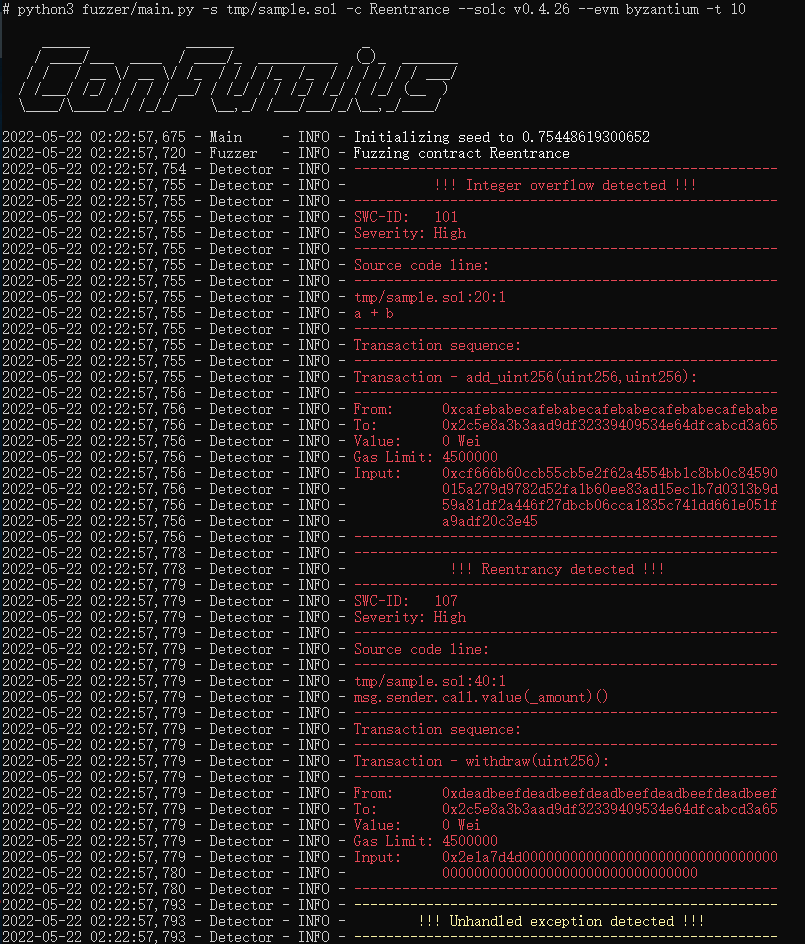 # python3 fuzzer/main.py -s tmp/sample.sol -c Reentrance --solc v0.4.26 --evm byzantium -t 10
ConFuzzius
2022-05-22 02:22:57,675 - Main     - INFO - Initializing seed to 0.75448619300652
2022-05-22 02:22:57,720 - Fuzzer   - INFO - Fuzzing contract Reentrance
2022-05-22 02:22:57,754 - Detector - INFO - -----------------------------------------------------
2022-05-22 02:22:57,755 - Detector - INFO -           !!! Integer overflow detected !!!
2022-05-22 02:22:57,755 - Detector - INFO - -----------------------------------------------------
2022-05-22 02:22:57,755 - Detector - INFO - SWC-ID:   101
2022-05-22 02:22:57,755 - Detector - INFO - Severity: High
2022-05-22 02:22:57,755 - Detector - INFO - -----------------------------------------------------
2022-05-22 02:22:57,755 - Detector - INFO - Source code line:
2022-05-22 02:22:57,755 - Detector - INFO - -----------------------------------------------------
2022-05-22 02:22:57,755 - Detector - INFO - tmp/sample.sol:20:1
2022-05-22 02:22:57,755 - Detector - INFO - a + b
2022-05-22 02:22:57,755 - Detector - INFO - -----------------------------------------------------
2022-05-22 02:22:57,755 - Detector - INFO - Transaction sequence:
2022-05-22 02:22:57,755 - Detector - INFO - -----------------------------------------------------
2022-05-22 02:22:57,755 - Detector - INFO - Transaction - add_uint256(uint256,uint256):
2022-05-22 02:22:57,755 - Detector - INFO - -----------------------------------------------------
2022-05-22 02:22:57,756 - Detector - INFO - From:      0xcafebabecafebabecafebabecafebabecafebabe
2022-05-22 02:22:57,756 - Detector - INFO - To:        0x2c5e8a3b3aad9df32339409534e64dfcabcd3a65
2022-05-22 02:22:57,756 - Detector - INFO - Value:     0 Wei
2022-05-22 02:22:57,756 - Detector - INFO - Gas Limit: 4500000
2022-05-22 02:22:57,756 - Detector - INFO - Input:     0xcf666b60ccb55cb5e2f62a4554bb1c8bb0c84590
2022-05-22 02:22:57,756 - Detector - INFO -            015a279d9782d52fa1b60ee83ad15ec1b7d0313b9d
2022-05-22 02:22:57,756 - Detector - INFO -            59a81df2a446f27dbcb06cca1835c741dd661e051f
2022-05-22 02:22:57,756 - Detector - INFO -            a9adf20c3e45
2022-05-22 02:22:57,756 - Detector - INFO - -----------------------------------------------------
2022-05-22 02:22:57,778 - Detector - INFO - -----------------------------------------------------
2022-05-22 02:22:57,778 - Detector - INFO -             !!! Reentrancy detected !!!
2022-05-22 02:22:57,779 - Detector - INFO - -----------------------------------------------------
2022-05-22 02:22:57,779 - Detector - INFO - SWC-ID:   107
2022-05-22 02:22:57,779 - Detector - INFO - Severity: High
2022-05-22 02:22:57,779 - Detector - INFO - -----------------------------------------------------
2022-05-22 02:22:57,779 - Detector - INFO - Source code line:
2022-05-22 02:22:57,779 - Detector - INFO - -----------------------------------------------------
2022-05-22 02:22:57,779 - Detector - INFO - tmp/sample.sol:40:1
2022-05-22 02:22:57,779 - Detector - INFO - msg.sender.call.value(_amount)()
2022-05-22 02:22:57,779 - Detector - INFO - -----------------------------------------------------
2022-05-22 02:22:57,779 - Detector - INFO - Transaction sequence:
2022-05-22 02:22:57,779 - Detector - INFO - -----------------------------------------------------
2022-05-22 02:22:57,779 - Detector - INFO - Transaction - withdraw(uint256):
2022-05-22 02:22:57,779 - Detector - INFO - -----------------------------------------------------
2022-05-22 02:22:57,779 - Detector - INFO - From:      0xdeadbeefdeadbeefdeadbeefdeadbeefdeadbeef
2022-05-22 02:22:57,779 - Detector - INFO - To:        0x2c5e8a3b3aad9df32339409534e64dfcabcd3a65
2022-05-22 02:22:57,779 - Detector - INFO - Value:     0 Wei
2022-05-22 02:22:57,779 - Detector - INFO - Gas Limit: 4500000
2022-05-22 02:22:57,779 - Detector - INFO - Input:     0x2e1a7d4d00000000000000000000000000000000
2022-05-22 02:22:57,780 - Detector - INFO -            00000000000000000000000000000000
2022-05-22 02:22:57,780 - Detector - INFO - -----------------------------------------------------
2022-05-22 02:22:57,793 - Detector - INFO - -----------------------------------------------------
2022-05-22 02:22:57,793 - Detector - INFO -         !!! Unhandled exception detected !!!
2022-05-22 02:22:57,793 - Detector - INFO - -----------------------------------------------------